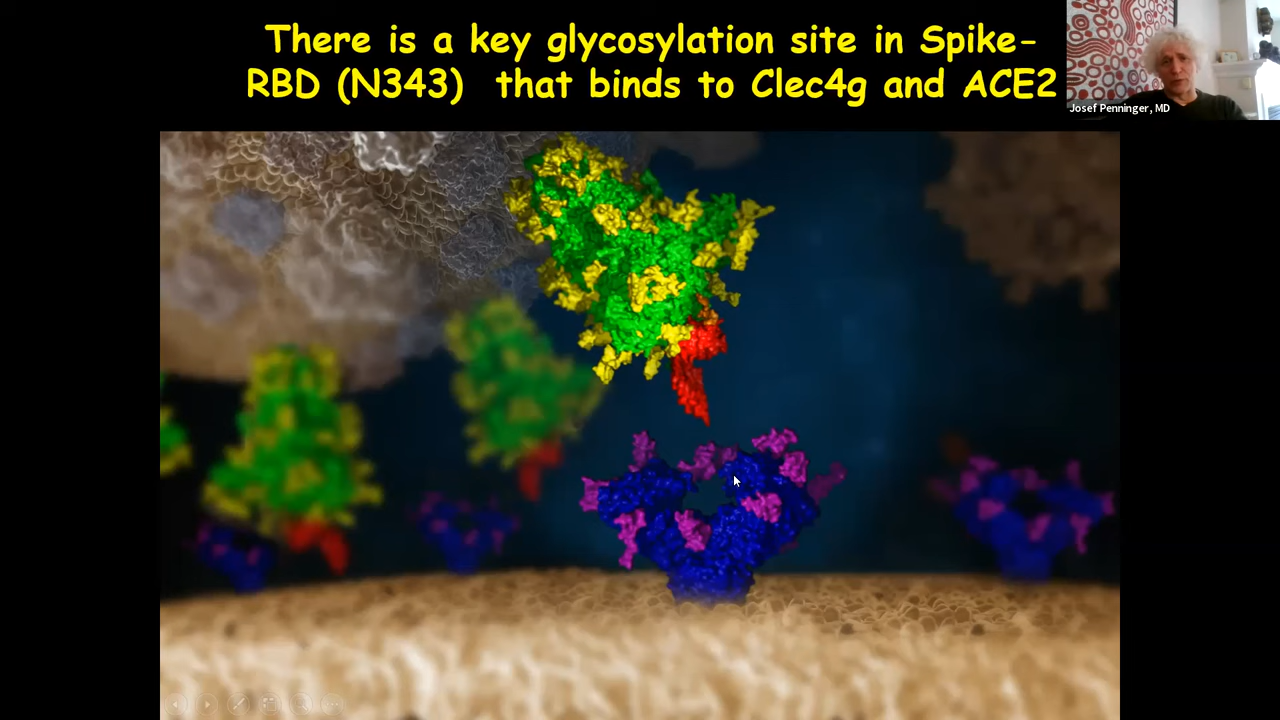 There is a key glycosylation site in Spike-
RBD (N343)  that binds to Clec4g and ACE2
Josef Penninger, MD